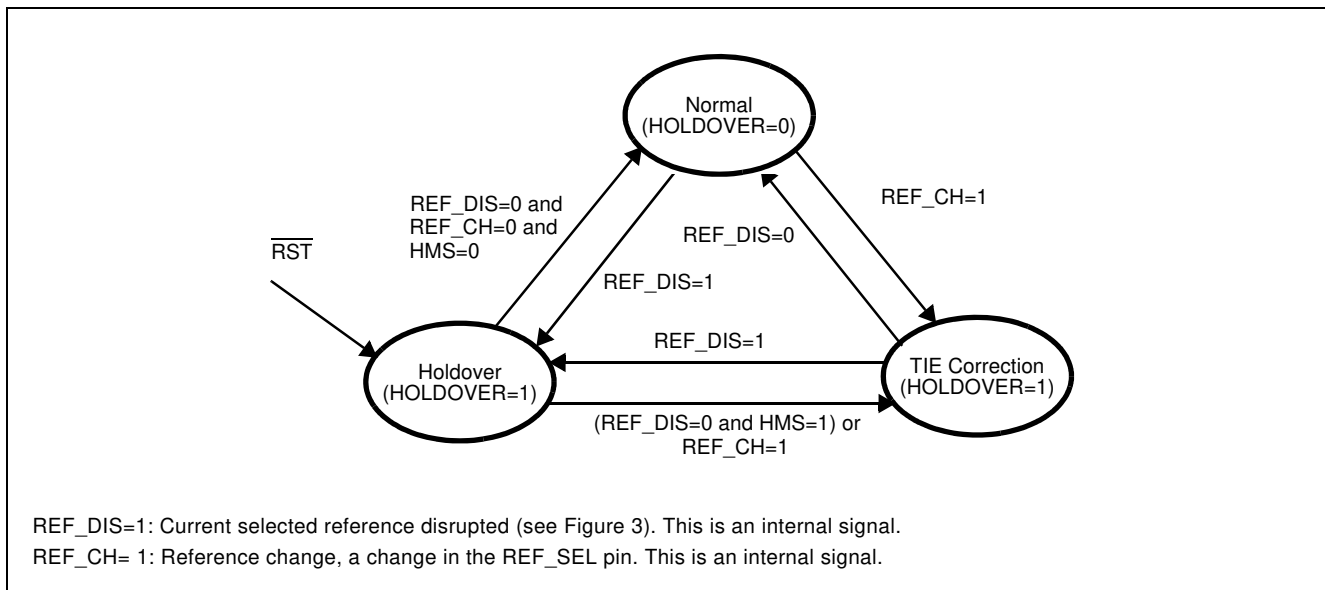 Normal
(HOLDOVER=0)
REF_DIS=0 and
REF_CH=0 and
HMS=0
REF_CH=1
RST
REF_DIS=0
REF_DIS=1
REF_DIS=1
Holdover
(HOLDOVER=1)
TIE Correction
(HOLDOVER=1)
(REF_DIS=0 and HMS=1) or
REF_CH=1
REF_DIS=1: Current selected reference disrupted (see Figure 3). This is an internal signal.
REF_CH= 1: Reference change, a change in the REF_SEL pin. This is an internal signal.